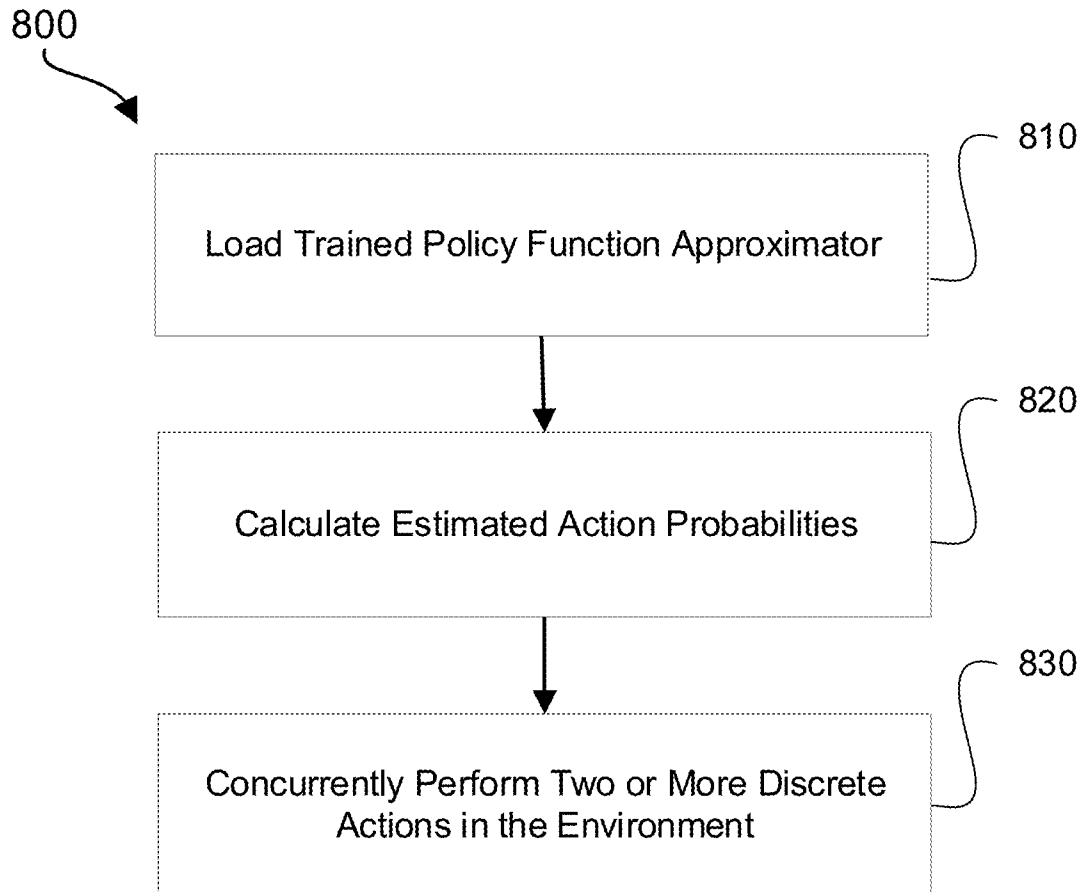 800
810
Load Trained Policy Function Approximator
820
Calculate Estimated Action Probabilities
830
Concurrently Perform Two or More Discrete
Actions in the Environment